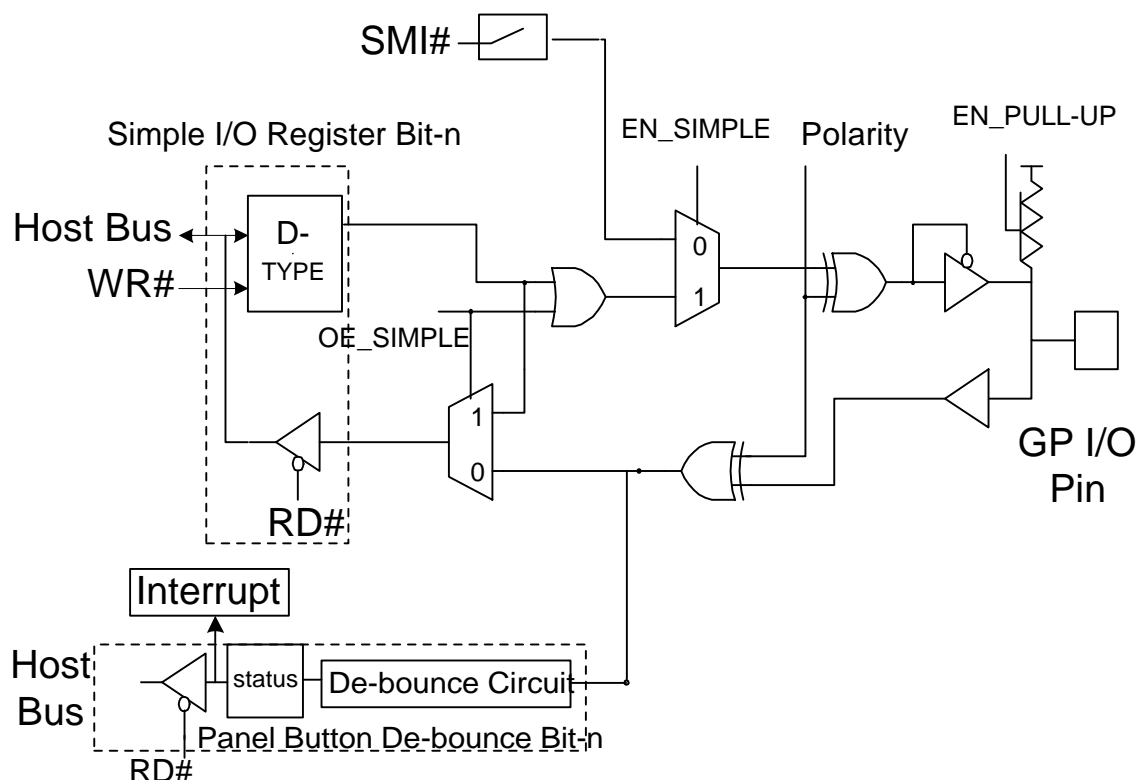 SMI#
EN_SIMPLE
Polarity
EN_PULL-UP
Simple I/O Register Bit-n
Host Bus
D-
TYPE
WR#
0
1
OE_SIMPLE
1
0
RD#
GP I/O
Pin
Interrupt
Host
Bus
status
De-bounce Circuit
Panel Button De-bounce Bit-n
RD#